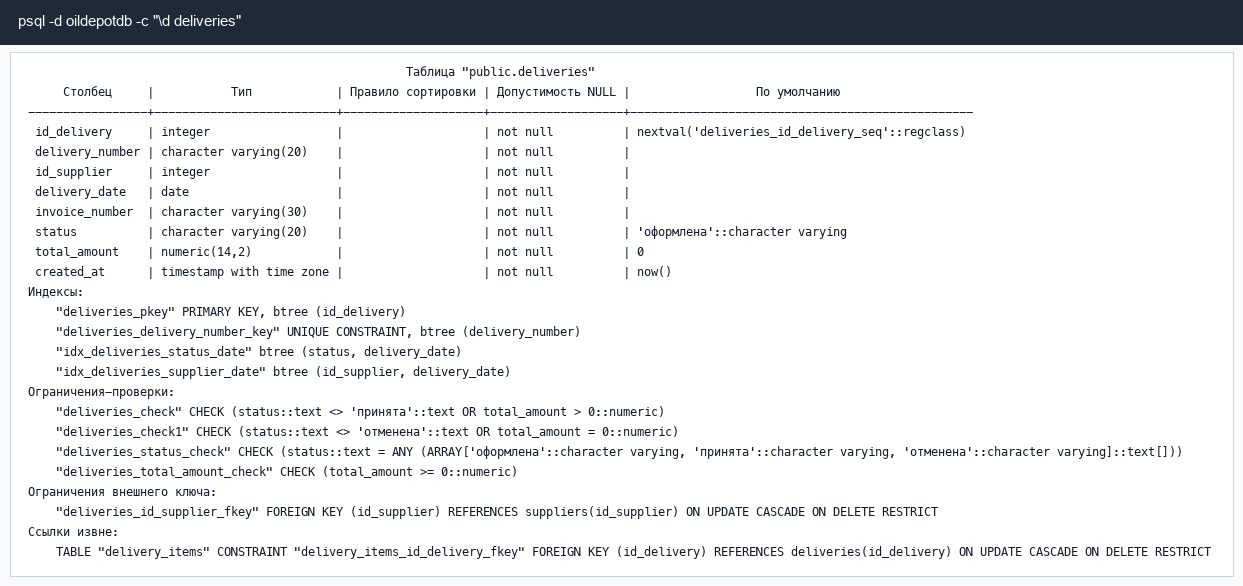 psql -d oildepotdb -c "\d deliveries"
Таблица "public.deliveries"
Столбец | Тип | Правило сортировки | Допустимость NULL | По умолчанию
-----------------+--------------------------+--------------------+-------------------+-------------------------------------------------
id_delivery | integer | | not null | nextval('deliveries_id_delivery_seq'::regclass)
delivery_number | character varying(20) | | not null |
id_supplier | integer | | not null |
delivery_date | date | | not null |
invoice_number | character varying(30) | | not null |
status | character varying(20) | | not null | 'оформлена'::character varying
total_amount | numeric(14,2) | | not null | 0
created_at | timestamp with time zone | | not null | now()
Индексы:
"deliveries_pkey" PRIMARY KEY, btree (id_delivery)
"deliveries_delivery_number_key" UNIQUE CONSTRAINT, btree (delivery_number)
"idx_deliveries_status_date" btree (status, delivery_date)
"idx_deliveries_supplier_date" btree (id_supplier, delivery_date)
Ограничения-проверки:
"deliveries_check" CHECK (status::text <> 'принята'::text OR total_amount > 0::numeric)
"deliveries_check1" CHECK (status::text <> 'отменена'::text OR total_amount = 0::numeric)
"deliveries_status_check" CHECK (status::text = ANY (ARRAY['оформлена'::character varying, 'принята'::character varying, 'отменена'::character varying]::text[]))
"deliveries_total_amount_check" CHECK (total_amount >= 0::numeric)
Ограничения внешнего ключа:
"deliveries_id_supplier_fkey" FOREIGN KEY (id_supplier) REFERENCES suppliers(id_supplier) ON UPDATE CASCADE ON DELETE RESTRICT
Ссылки извне:
TABLE "delivery_items" CONSTRAINT "delivery_items_id_delivery_fkey" FOREIGN KEY (id_delivery) REFERENCES deliveries(id_delivery) ON UPDATE CASCADE ON DELETE RESTRICT